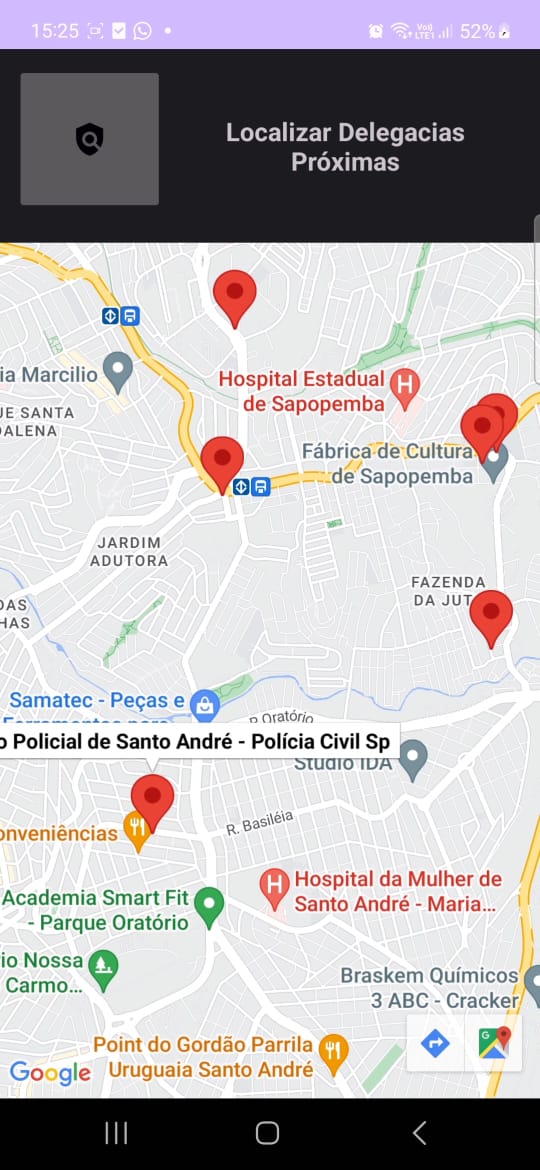 15:25
Vo)) LTE1 52%
Localizar Delegacias
Próximas
ia Marcilio
Hospital Estadual
de Sapopemba
UE SANTA
DALENA
Fábrica de Cultura
de Sapopemba
JARDIM
ADUTORA
FAZENDA
DA JUT
DAS
HAS
Samatec - Peças e
R. Oratório
o Policial de Santo André - Polícia Civil Sp
Studio IDA
onveniências
R. Basiléia
Hospital da Mulher de
Santo André - Maria...
Academia Smart Fit
- Parque Oratório
io Nossa
Carmo...
Braskem Químicos
3 ABC - Cracker
Point do Gordão Parrila
Uruguaia Santo André
Google